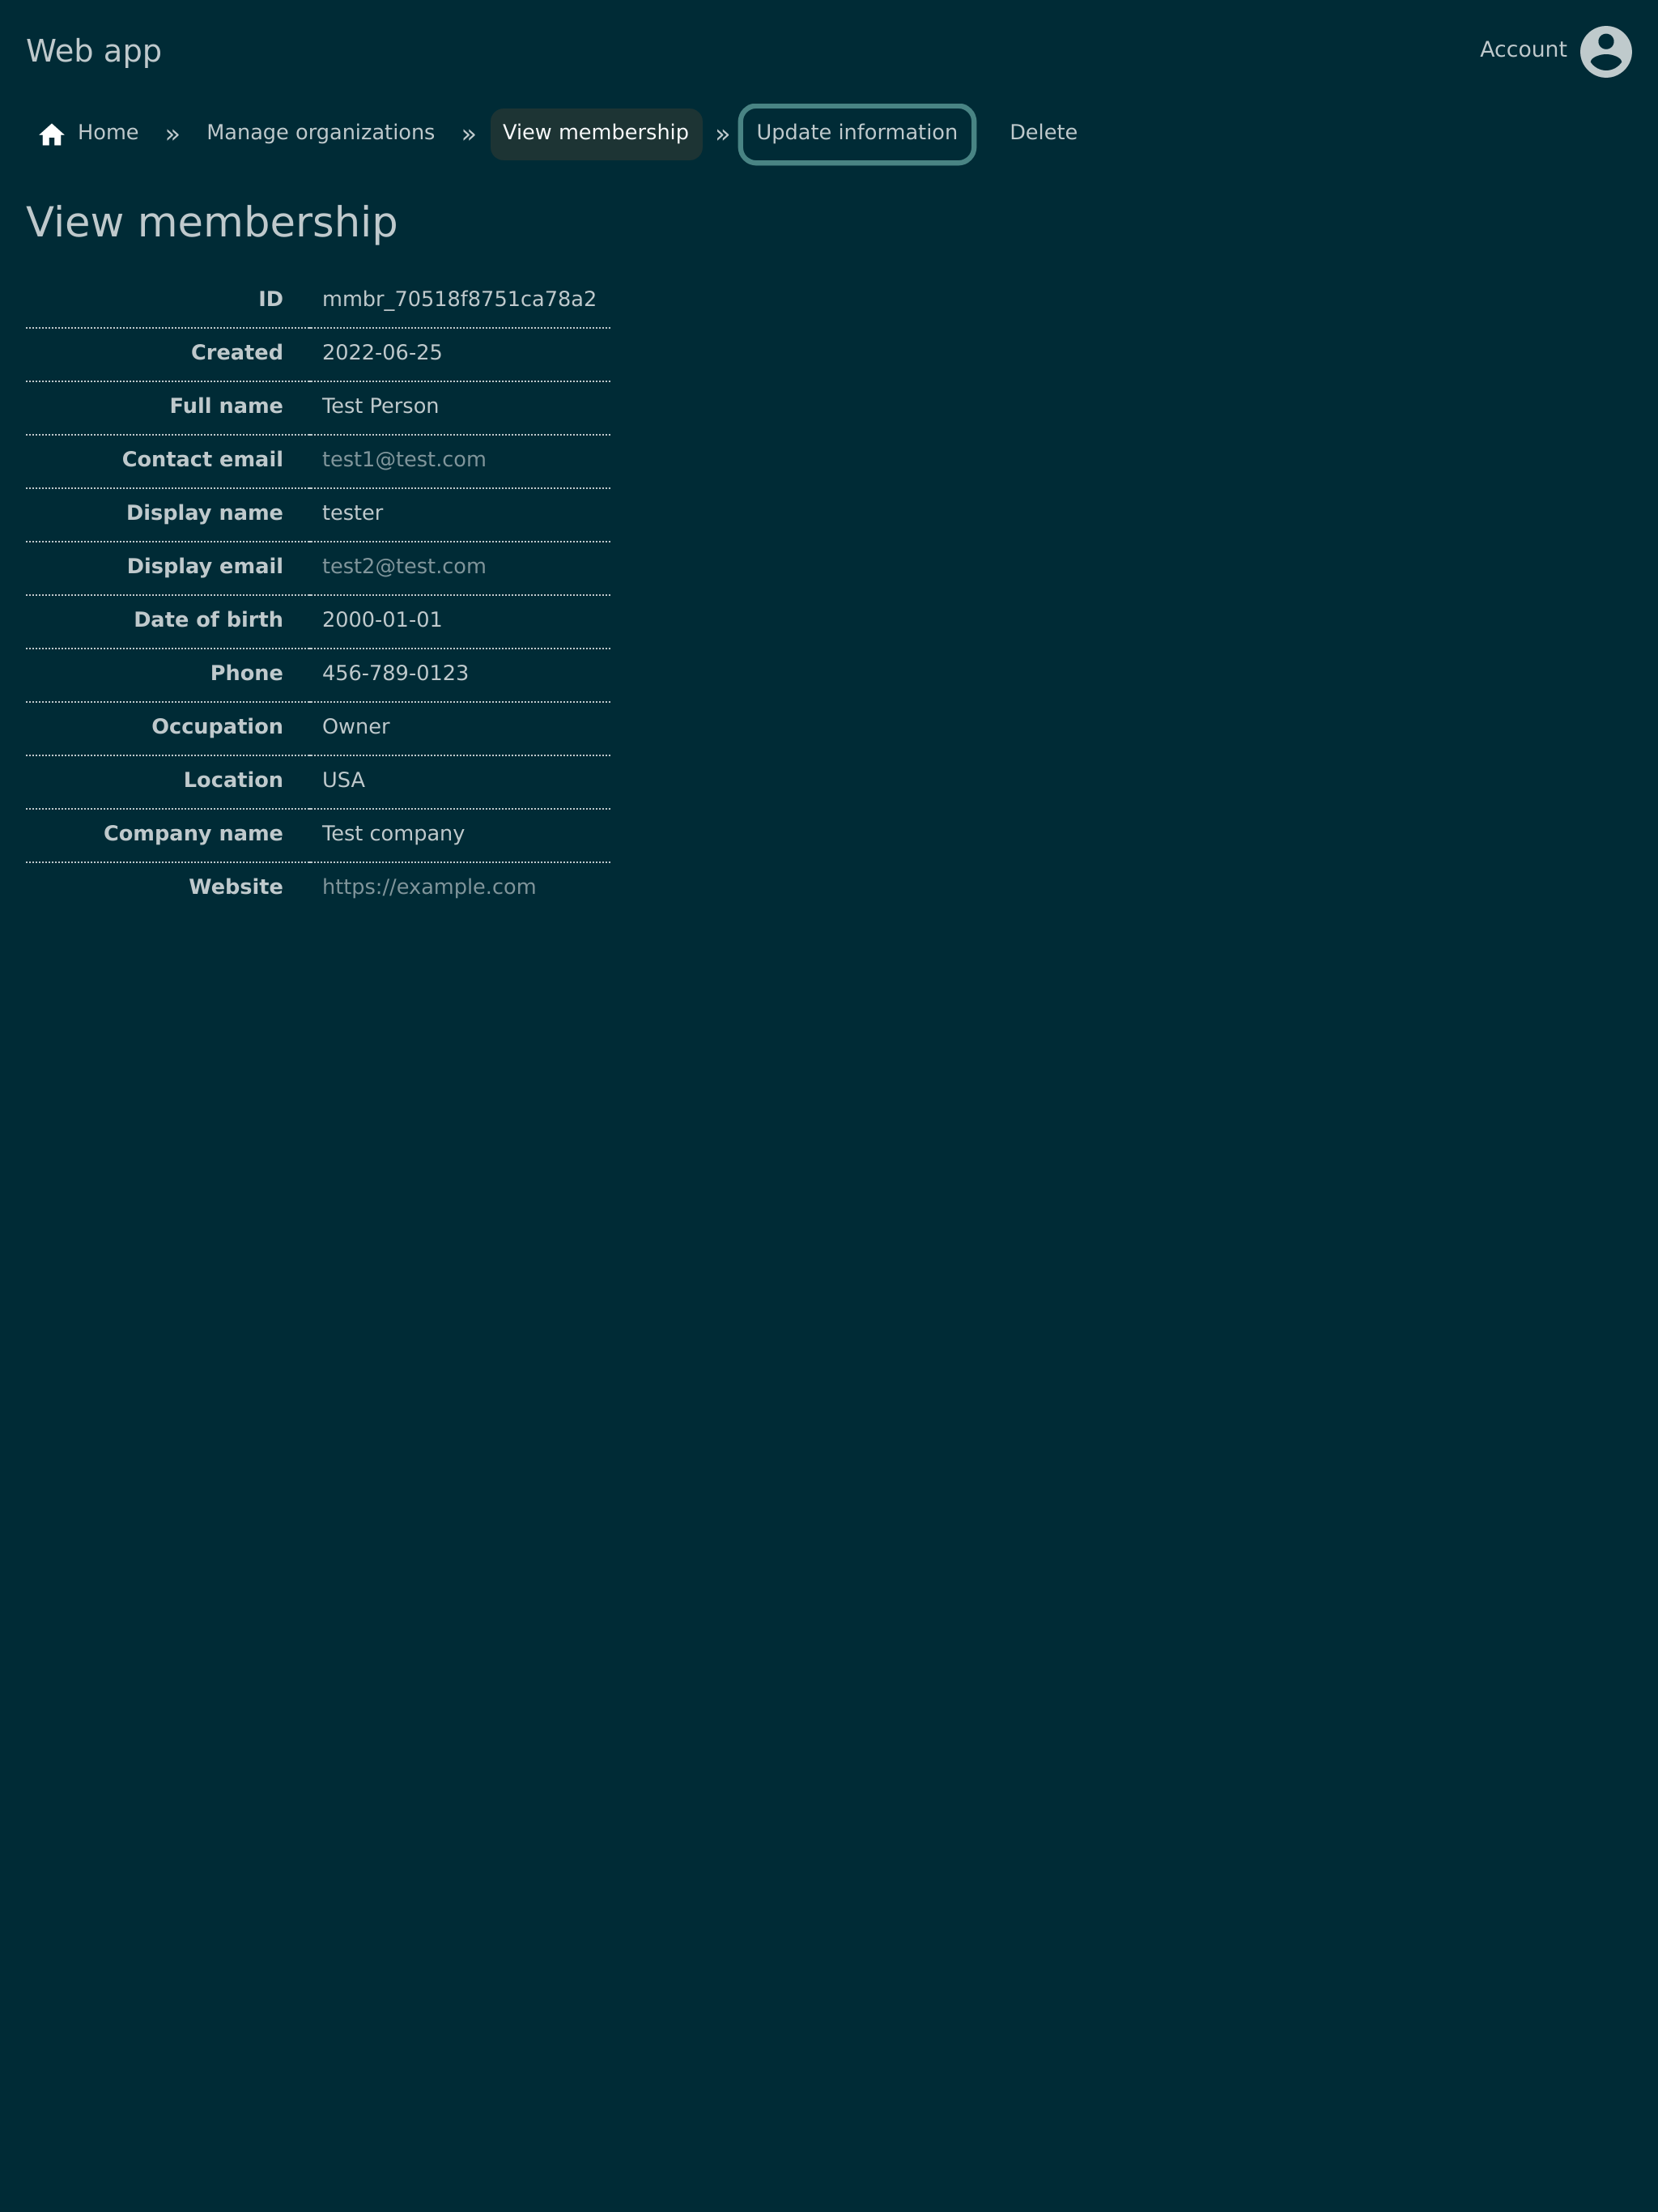 Web app
Account
Home » Manage organizations » View membership » Update information Delete
View membership
ID mmbr_70518f8751ca78a2
Created 2022-06-25
Full name Test Person
Contact email test1@test.com
Display name tester
Display email test2@test.com
Date of birth 2000-01-01
Phone 456-789-0123
Occupation Owner
Location USA
Company name Test company
Website https://example.com